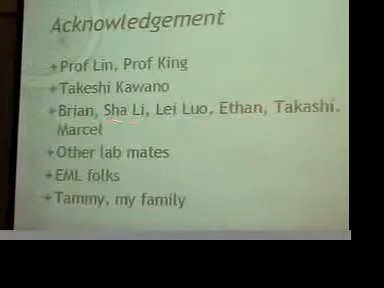 Acknowledgement
+Prof Lin, Prof King
+Takeshi Kawano
+Brian, Sha Li, Lei Luo, Ethan, Takashi.
Marcel
+Other lab mates
+EML folks
+Tammy, my family